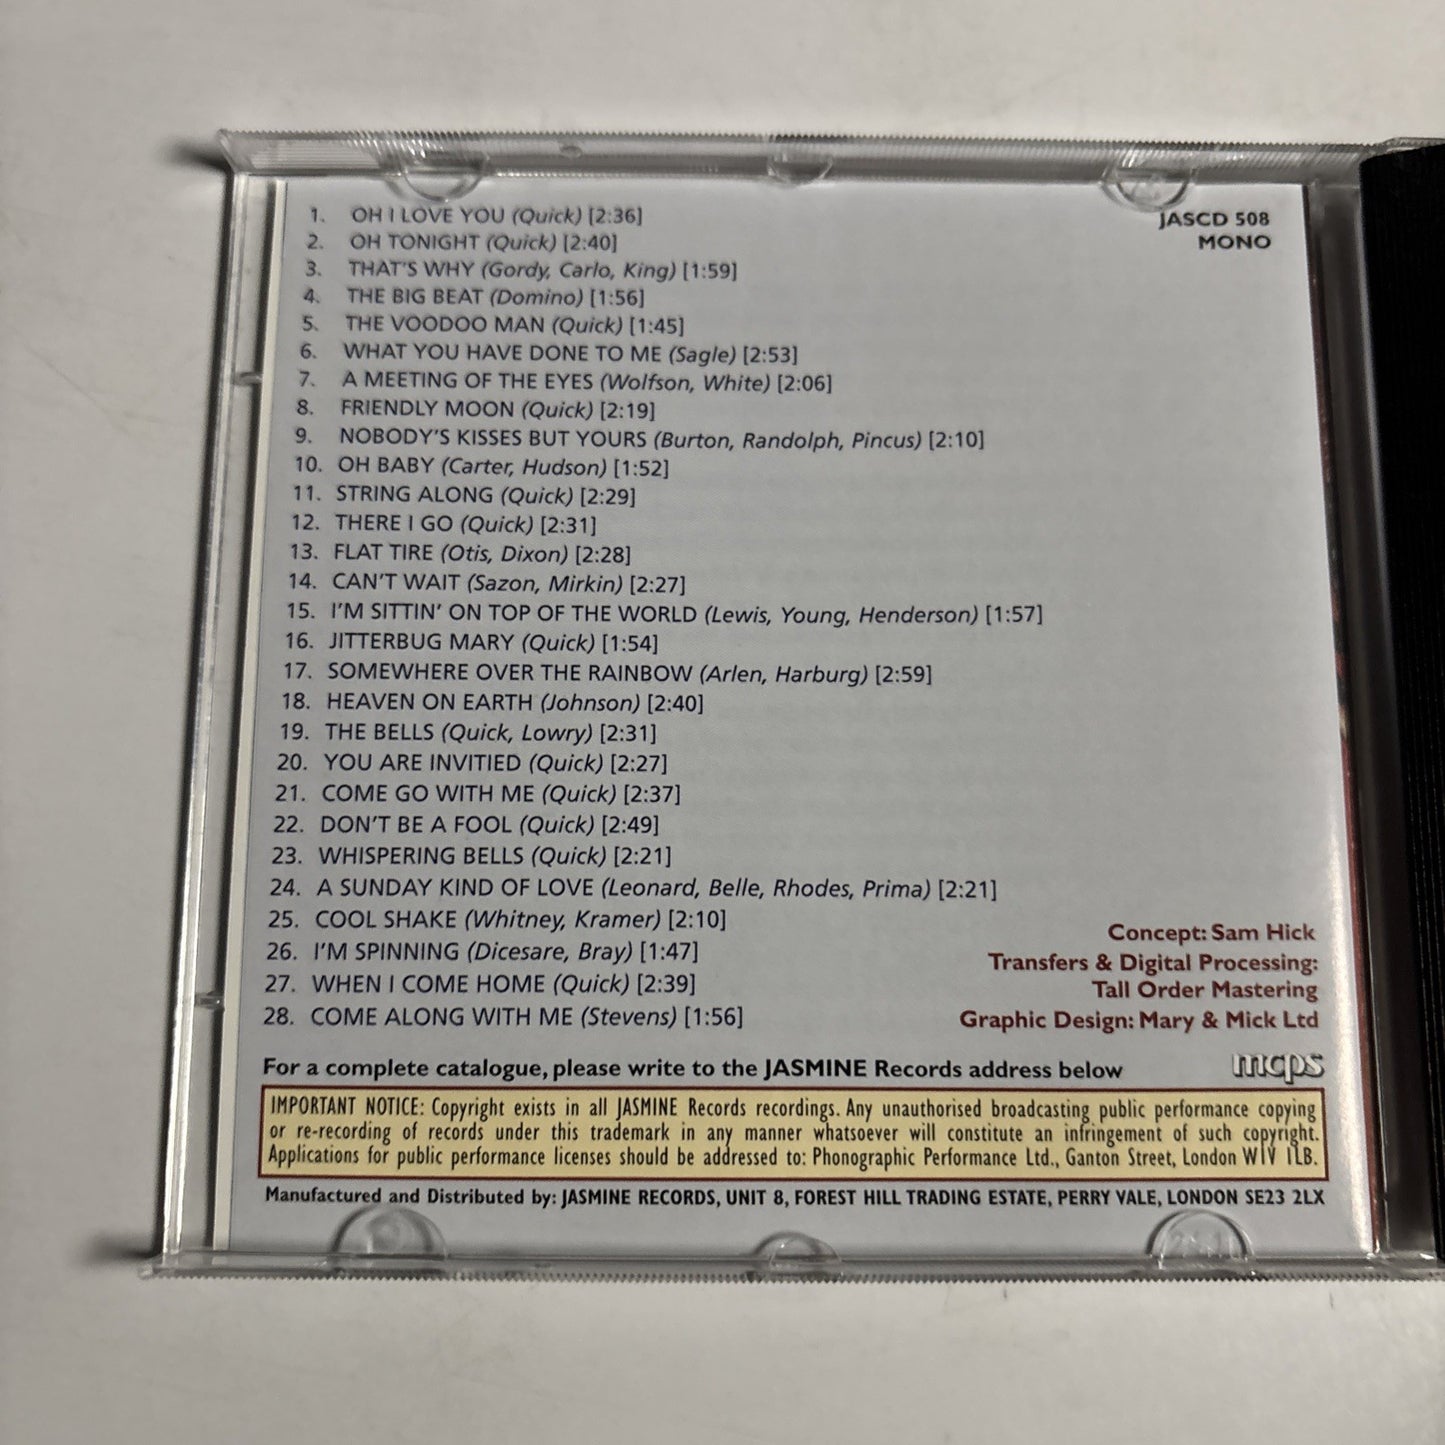 JASCD 508
MONO
1. OH I LOVE YOU (Quick) [2:36]
2. OH TONIGHT (Quick) [2:40]
3. THAT'S WHY (Gordy, Carlo, King) [1:59]
4. THE BIG BEAT (Domino) [1:56]
5. THE VOODOO MAN (Quick) [1:45]
6. WHAT YOU HAVE DONE TO ME (Sagle) [2:53]
7. A MEETING OF THE EYES (Wolfson, White) [2:06]
8. FRIENDLY MOON (Quick) [2:19]
9. NOBODY'S KISSES BUT YOURS (Burton, Randolph, Pincus) [2:10]
10. OH BABY (Carter, Hudson) [1:52]
11. STRING ALONG (Quick) [2:29]
12. THERE I GO (Quick) [2:31]
13. FLAT TIRE (Otis, Dixon) [2:28]
14. CAN'T WAIT (Sazon, Mirkin) [2:27]
15. I'M SITTIN' ON TOP OF THE WORLD (Lewis, Young, Henderson) [1:57]
16. JITTERBUG MARY (Quick) [1:54]
17. SOMEWHERE OVER THE RAINBOW (Arlen, Harburg) [2:59]
18. HEAVEN ON EARTH (Johnson) [2:40]
19. THE BELLS (Quick, Lowry) [2:31]
20. YOU ARE INVITIED (Quick) [2:27]
21. COME GO WITH ME (Quick) [2:37]
22. DON'T BE A FOOL (Quick) [2:49]
23. WHISPERING BELLS (Quick) [2:21]
24. A SUNDAY KIND OF LOVE (Leonard, Belle, Rhodes, Prima) [2:21]
25. COOL SHAKE (Whitney, Kramer) [2:10]
26. I'M SPINNING (Dicesare, Bray) [1:47]
27. WHEN I COME HOME (Quick) [2:39]
28. COME ALONG WITH ME (Stevens) [1:56]
Concept: Sam Hick
Transfers & Digital Processing:
Tall Order Mastering
Graphic Design: Mary & Mick Ltd
For a complete catalogue, please write to the JASMINE Records address below
mcps
IMPORTANT NOTICE: Copyright exists in all JASMINE Records recordings. Any unauthorised broadcasting public performance copying
or re-recording of records under this trademark in any manner whatsoever will constitute an infringement of such copyright.
Applications for public performance licenses should be addressed to: Phonographic Performance Ltd., Ganton Street, London W1V 1LB.
Manufactured and Distributed by: JASMINE RECORDS, UNIT 8, FOREST HILL TRADING ESTATE, PERRY VALE, LONDON SE23 2LX